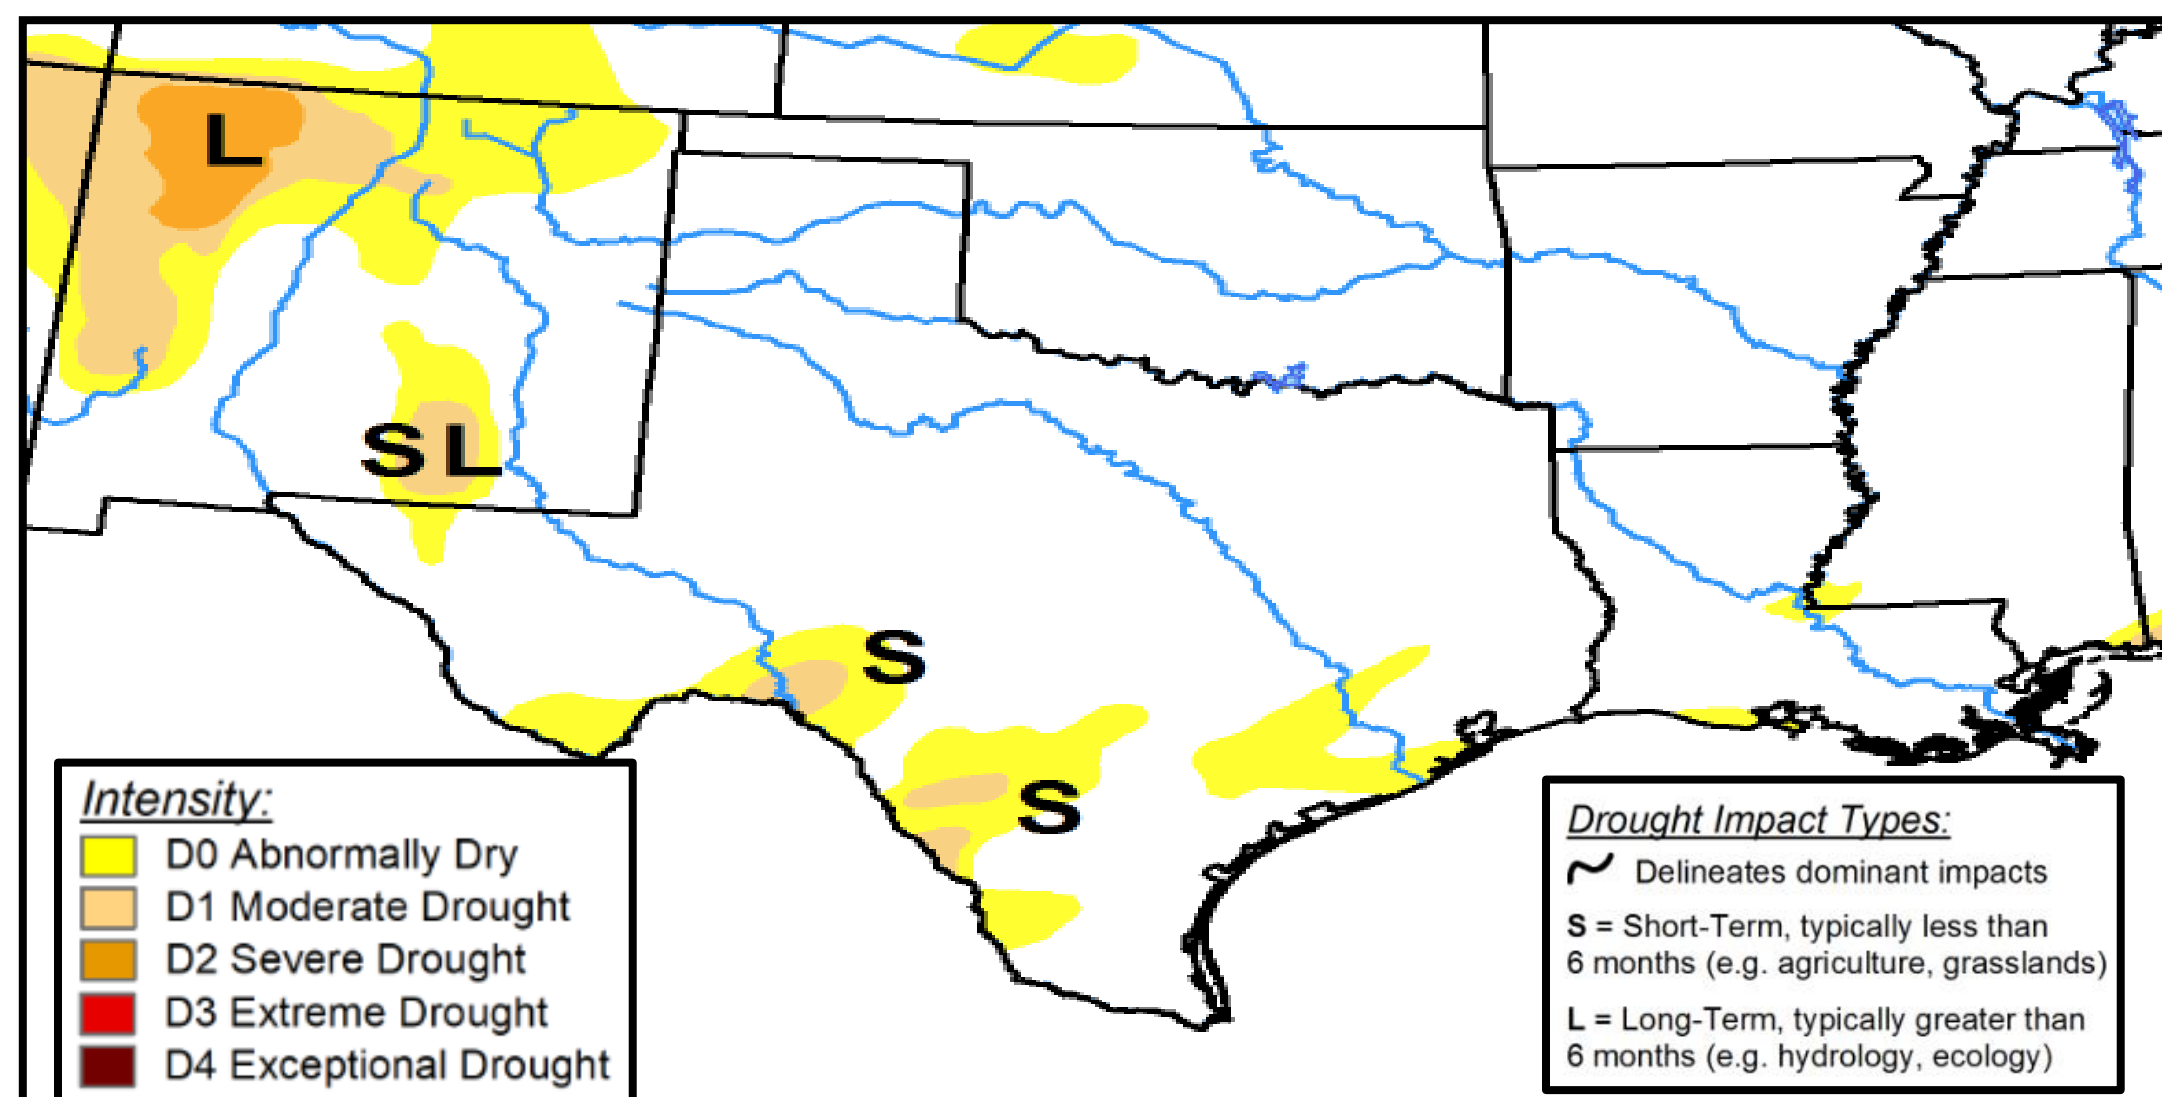 L
S L
S
S
Intensity:
D0 Abnormally Dry
D1 Moderate Drought
D2 Severe Drought
D3 Extreme Drought
D4 Exceptional Drought
Drought Impact Types:
Delineates dominant impacts
S = Short-Term, typically less than
6 months (e.g. agriculture, grasslands)
L = Long-Term, typically greater than
6 months (e.g. hydrology, ecology)